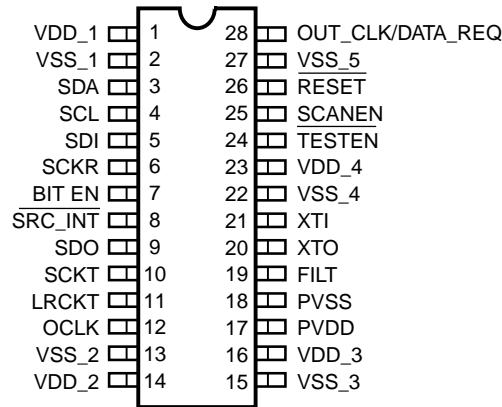 VDD_1 1 28 OUT_CLK/DATA_REQ
VSS_1 2 27 VSS_5
SDA 3 26 RESET
SCL 4 25 SCANEN
SDI 5 24 TESTEN
SCKR 6 23 VDD_4
BIT EN 7 22 VSS_4
SRC_INT 8 21 XTI
SDO 9 20 XTO
SCKT 10 19 FILT
LRCKT 11 18 PVSS
OCLK 12 17 PVDD
VSS_2 13 16 VDD_3
VDD_2 14 15 VSS_3